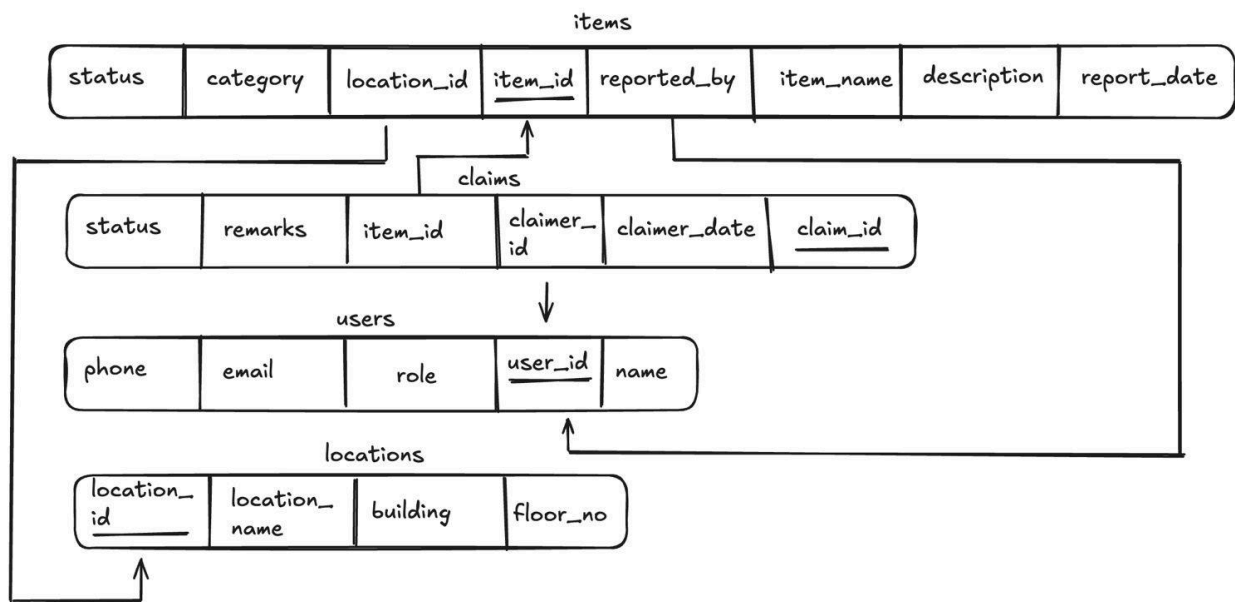 items
status category location_id item_id reported_by item_name description report_date
claims
status remarks item_id claimer_ claimer_date claim_id
id
users
phone email role user_id name
locations
location_ location_ building floor_no
id name